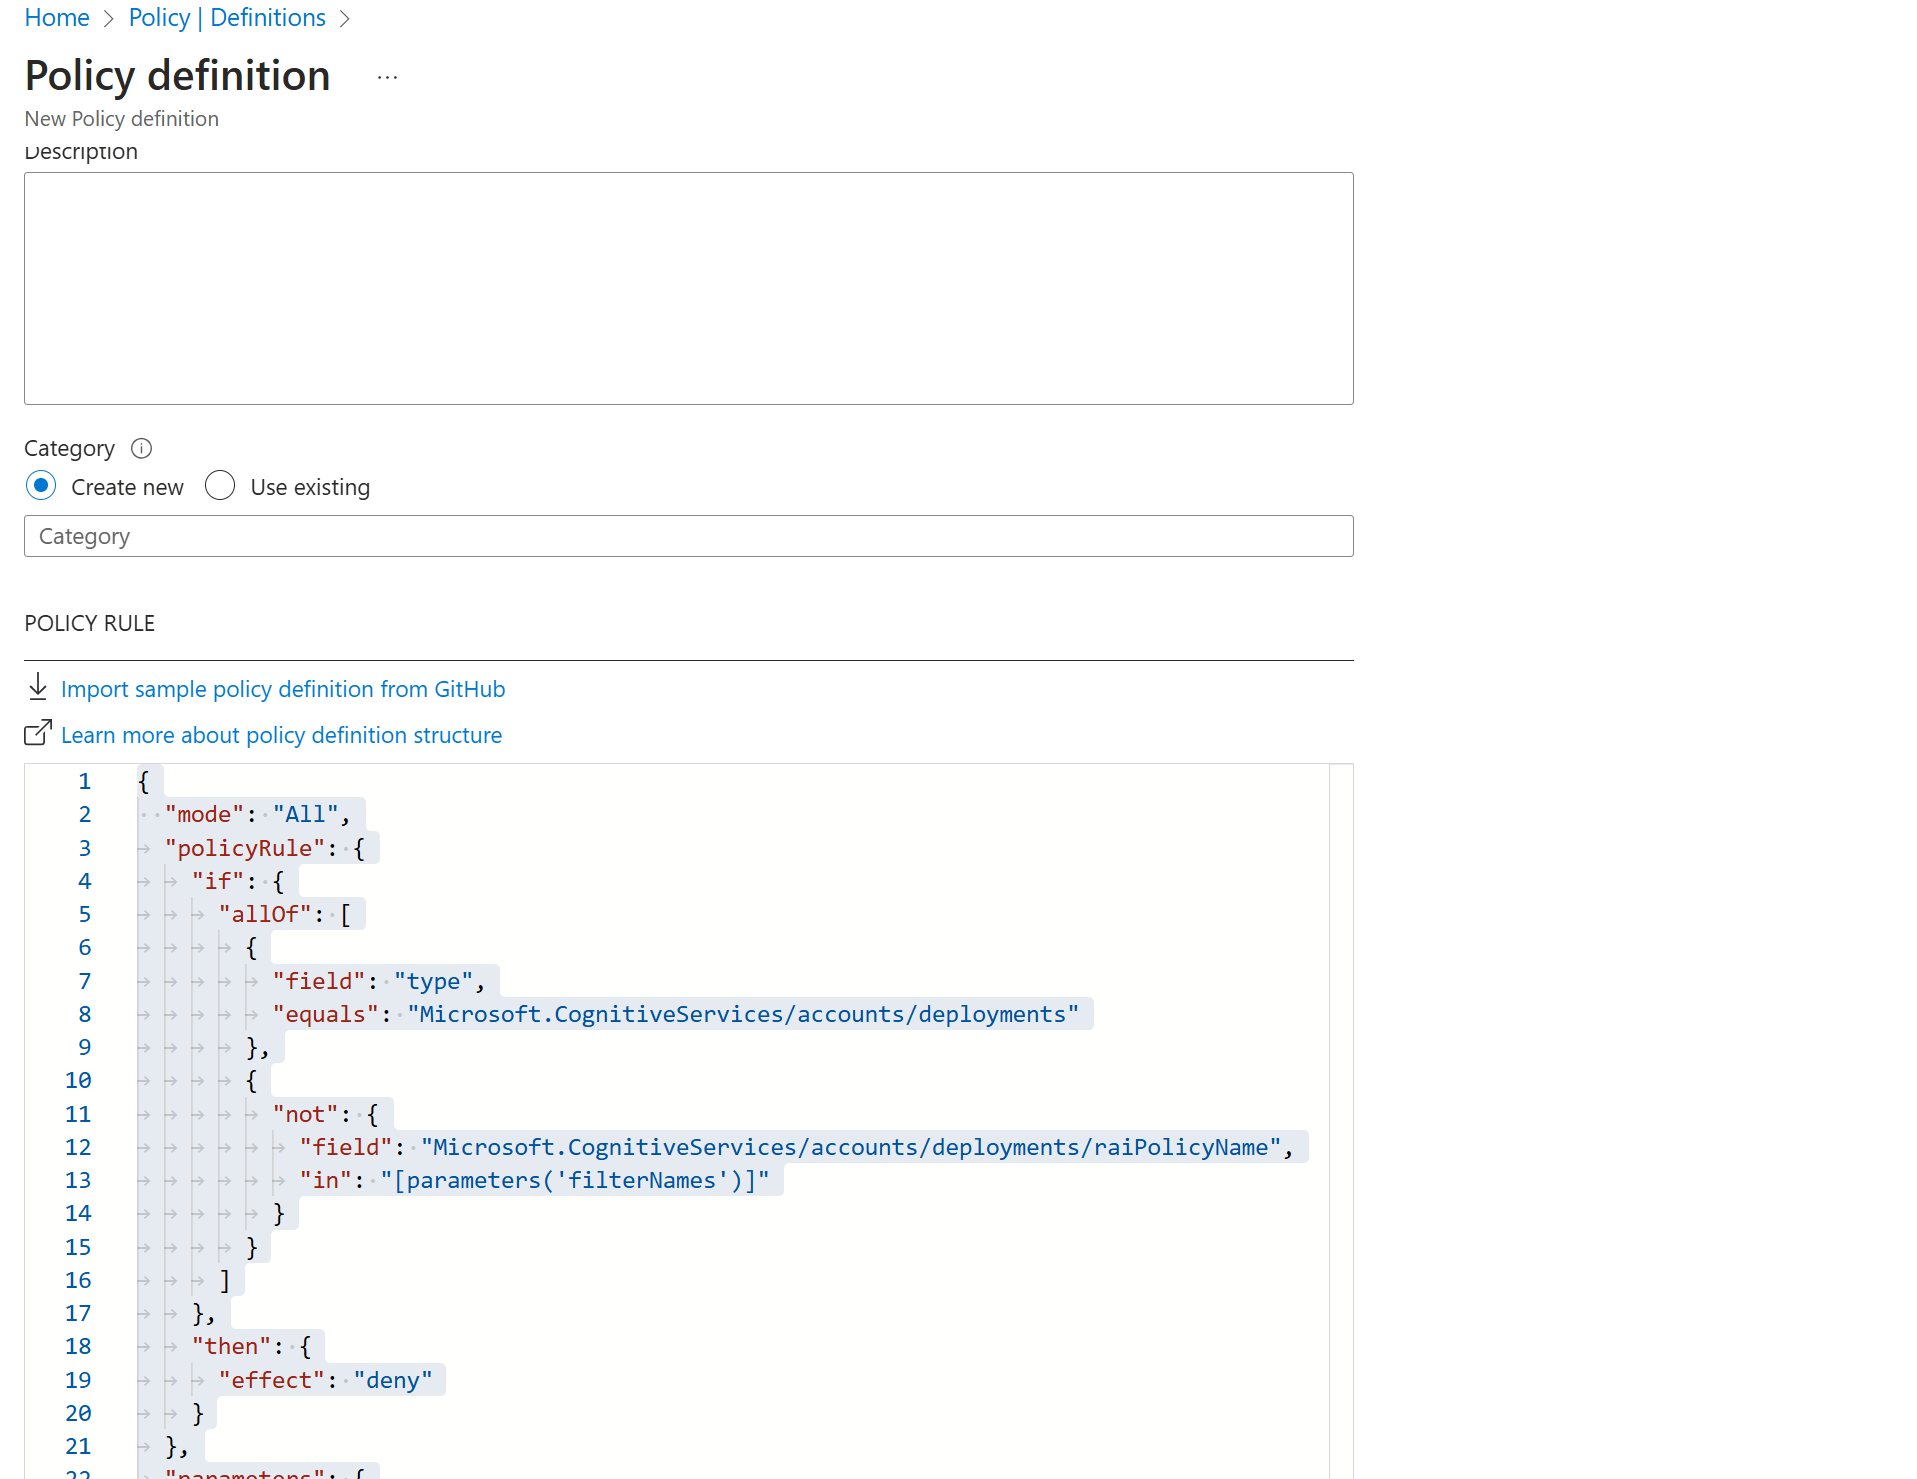 Home > Policy | Definitions >
Policy definition ...
New Policy definition
Description
Category
Create new Use existing
Category
POLICY RULE
Import sample policy definition from GitHub
Learn more about policy definition structure
1 {
2 "mode": "All",
3 "policyRule": {
4 "if": {
5 "allOf": [
6 {
7 "field": "type",
8 "equals": "Microsoft.CognitiveServices/accounts/deployments"
9 },
10 {
11 "not": {
12 "field": "Microsoft.CognitiveServices/accounts/deployments/raiPolicyName",
13 "in": "[parameters('filterNames')]"
14 }
15 }
16 ]
17 },
18 "then": {
19 "effect": "deny"
20 }
21 },
22 "parameters": {